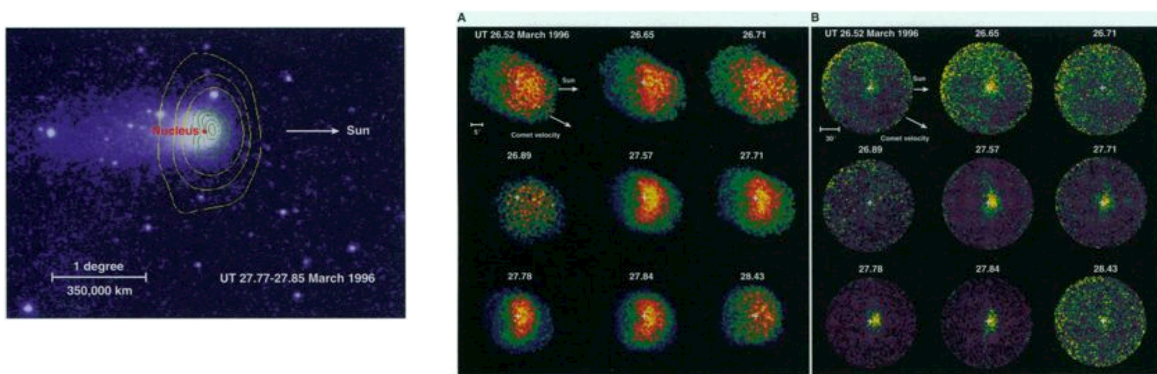 Nucleus
Sun
1 degree
350,000 km
UT 27.77-27.85 March 1996
A
UT 26.52 March 1996
26.65
26.71
Sun
5'
Comet velocity
26.89
27.57
27.71
27.78
27.84
28.43
B
UT 26.52 March 1996
26.65
26.71
Sun
30'
Comet velocity
26.89
27.57
27.71
27.78
27.84
28.43